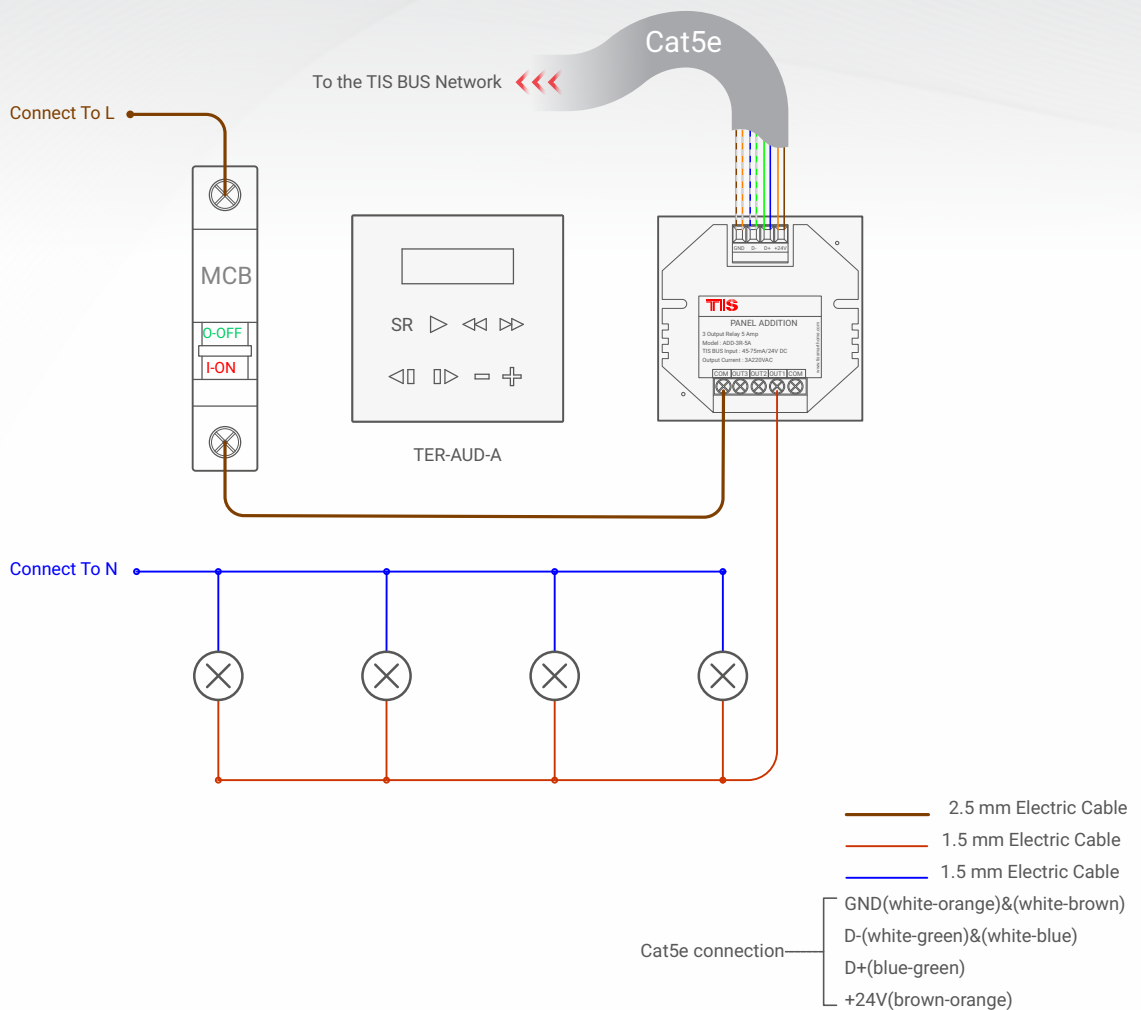 Cat5e
To the TIS BUS Network
Connect To L
MCB
O-OFF
I-ON
SR
TER-AUD-A
GND D- D+ +24V
TIS
PANEL ADDITION
3 Output Relay 5 Amp
Model : ADD-3R-5A
TIS BUS Input : 45-75mA/24V DC
Output Current : 3A220VAC
COM OUT3 OUT2 OUT1 COM
Connect To N
2.5 mm Electric Cable
1.5 mm Electric Cable
1.5 mm Electric Cable
Cat5e connection
GND(white-orange)&(white-brown)
D-(white-green)&(white-blue)
D+(blue-green)
+24V(brown-orange)